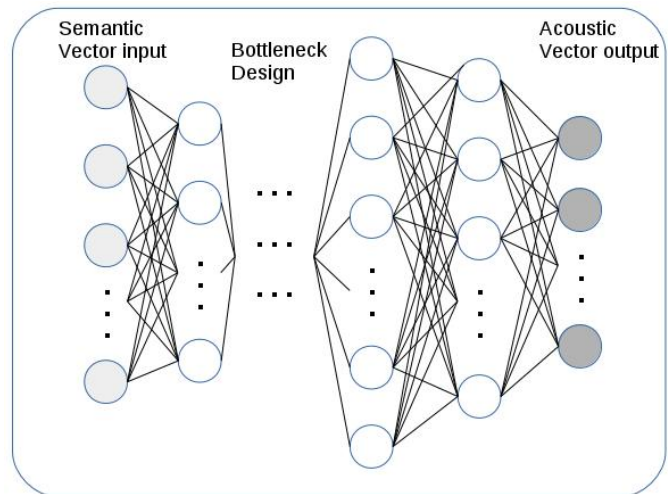 Semantic
Vector input
Bottleneck
Design
Acoustic
Vector output